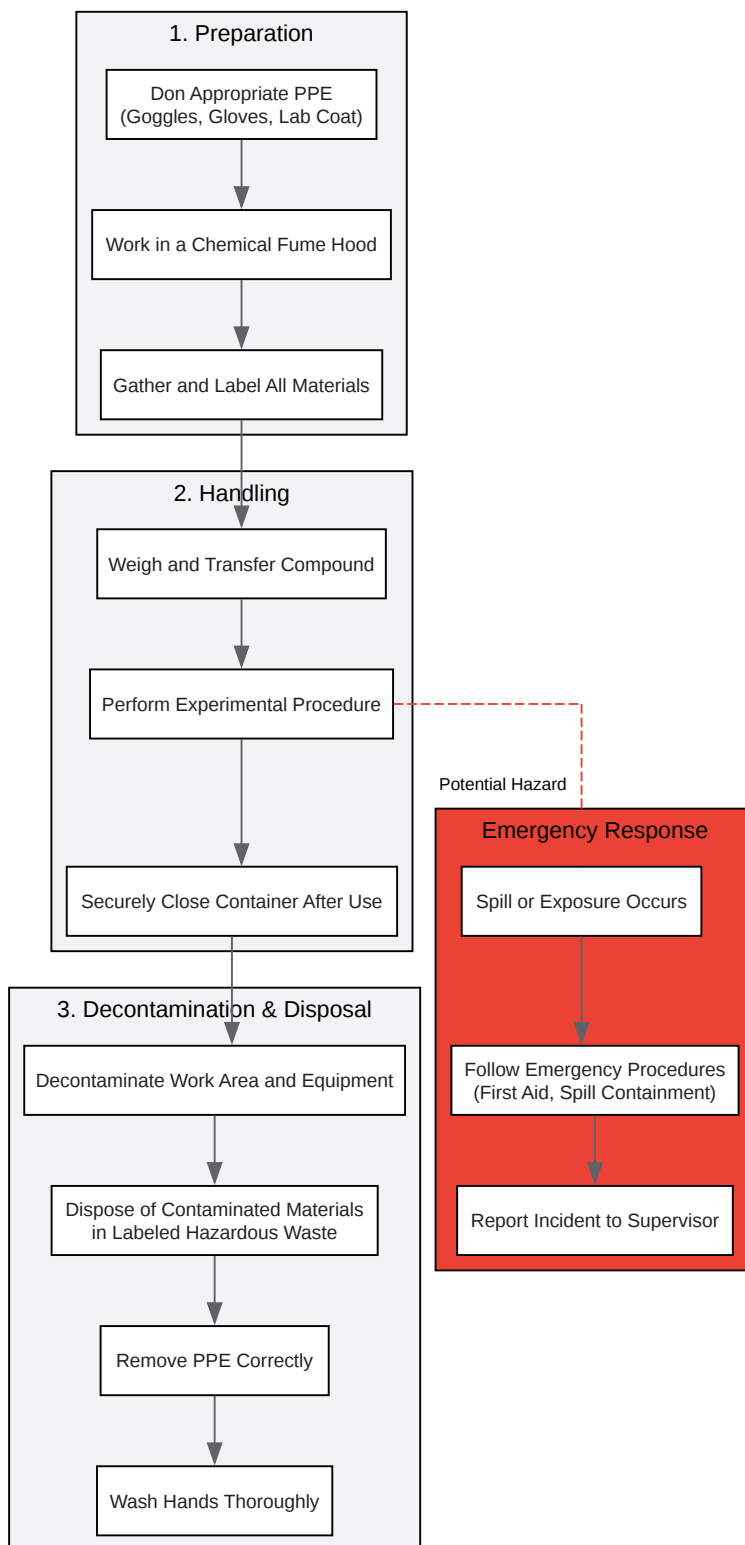 1. Preparation
Don Appropriate PPE
(Goggles, Gloves, Lab Coat)
Work in a Chemical Fume Hood
Gather and Label All Materials
2. Handling
Weigh and Transfer Compound
Perform Experimental Procedure
Securely Close Container After Use
3. Decontamination & Disposal
Decontaminate Work Area and Equipment
Dispose of Contaminated Materials
in Labeled Hazardous Waste
Remove PPE Correctly
Wash Hands Thoroughly
Potential Hazard
Emergency Response
Spill or Exposure Occurs
Follow Emergency Procedures
(First Aid, Spill Containment)
Report Incident to Supervisor